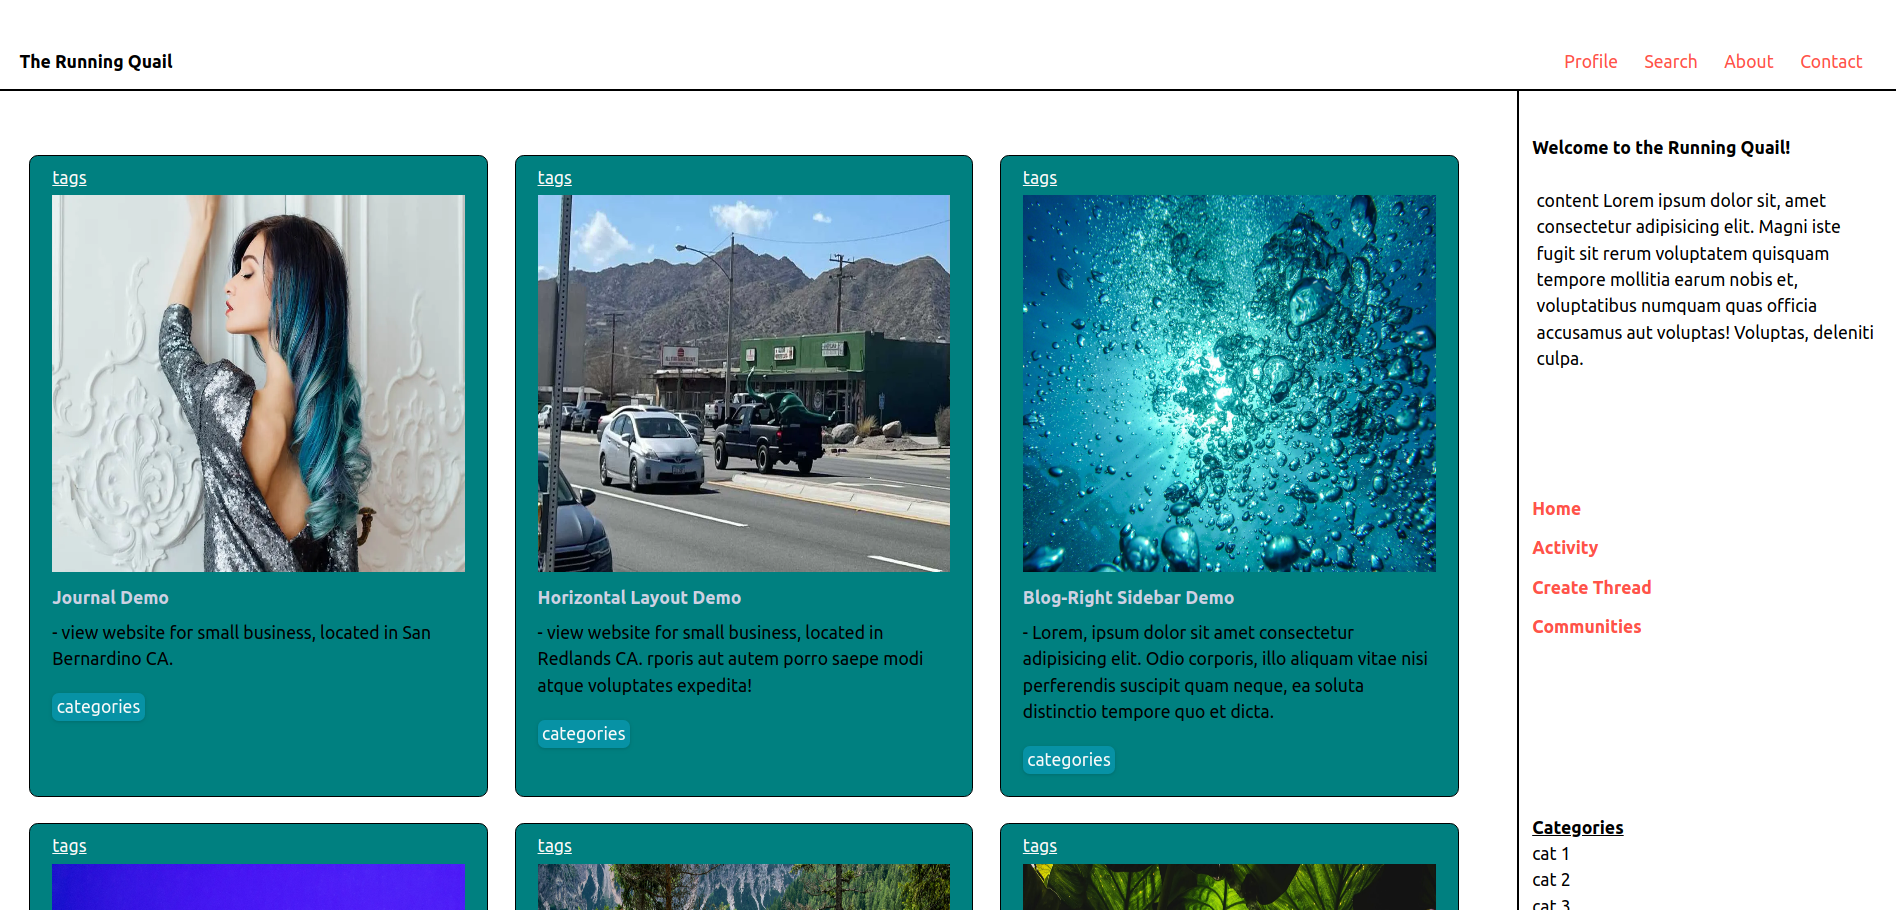 The Running Quail
Profile Search About Contact
tags
Journal Demo
- view website for small business, located in San
Bernardino CA.
categories
tags
Horizontal Layout Demo
- view website for small business, located in
Redlands CA. rporis aut autem porro saepe modi
atque voluptates expedita!
categories
tags
Blog-Right Sidebar Demo
- Lorem, ipsum dolor sit amet consectetur
adipisicing elit. Odio corporis, illo aliquam vitae nisi
perferendis suscipit quam neque, ea soluta
distinctio tempore quo et dicta.
categories
tags
tags
tags
Welcome to the Running Quail!
content Lorem ipsum dolor sit, amet
consectetur adipisicing elit. Magni iste
fugit sit rerum voluptatem quisquam
tempore mollitia earum nobis et,
voluptatibus numquam quas officia
accusamus aut voluptas! Voluptas, deleniti
culpa.
Home
Activity
Create Thread
Communities
Categories
cat 1
cat 2
cat 3